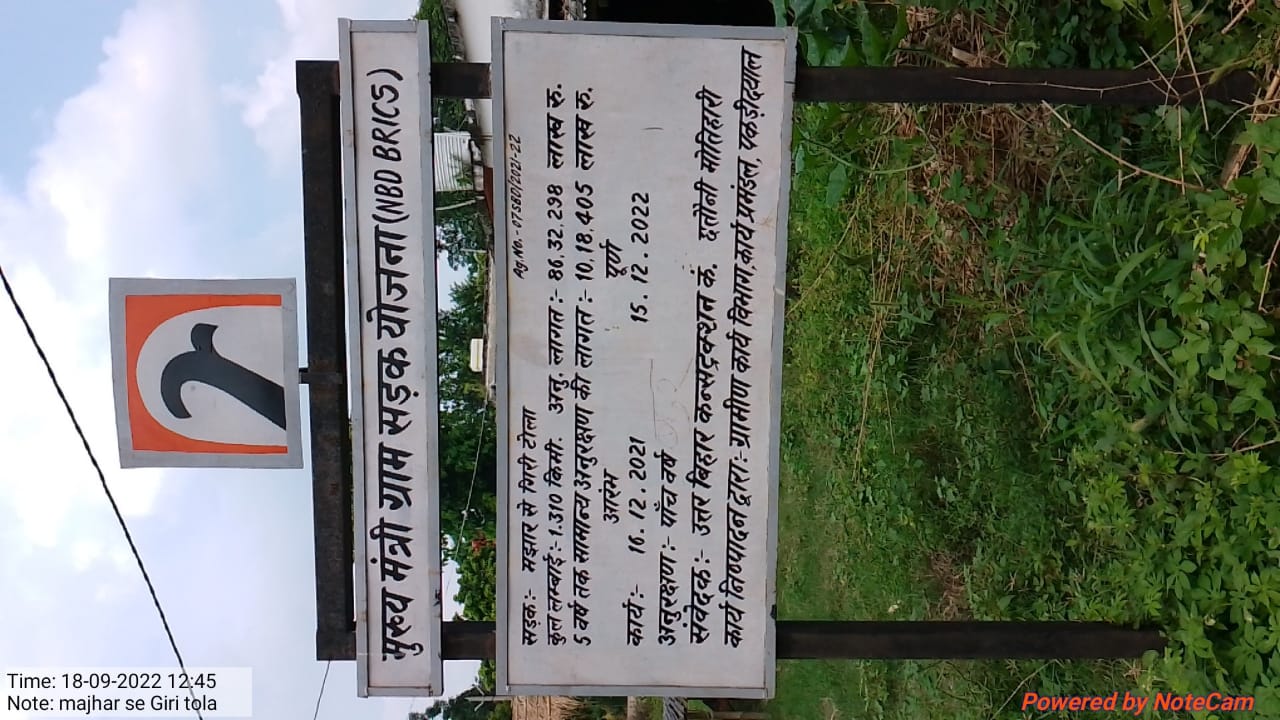 मुख्य मंत्री ग्राम सड़क योजना (NBD BRICS)
Ag.No.- 07SBD/2021-22
सड़क:- मझार से गिरी टोला
कुल लम्बाई:- 1.310 किमी. अनु. लागत:- 86.32.298 लाख रु.
5 वर्ष तक सामान्य अनुरक्षण की लागत:- 10.18.405 लाख रु.
आरंभ पूर्ण
कार्य:- 16.12.2021 15.12.2022
अनुरक्षण:- पाँच वर्ष
संवेदक:- उत्तर बिहार कन्सट्रक्शन कं. छतौनी मोतिहारी
कार्य निष्पादन द्वारा:- ग्रामीण कार्य विभाग, कार्य प्रमंडल, पकड़ीदयाल
Time: 18-09-2022 12:45
Note: majhar se Giri tola
Powered by NoteCam